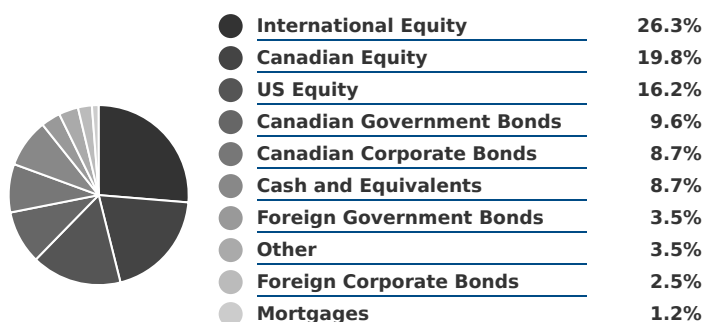 International Equity 26.3%
Canadian Equity 19.8%
US Equity 16.2%
Canadian Government Bonds 9.6%
Canadian Corporate Bonds 8.7%
Cash and Equivalents 8.7%
Foreign Government Bonds 3.5%
Other 3.5%
Foreign Corporate Bonds 2.5%
Mortgages 1.2%